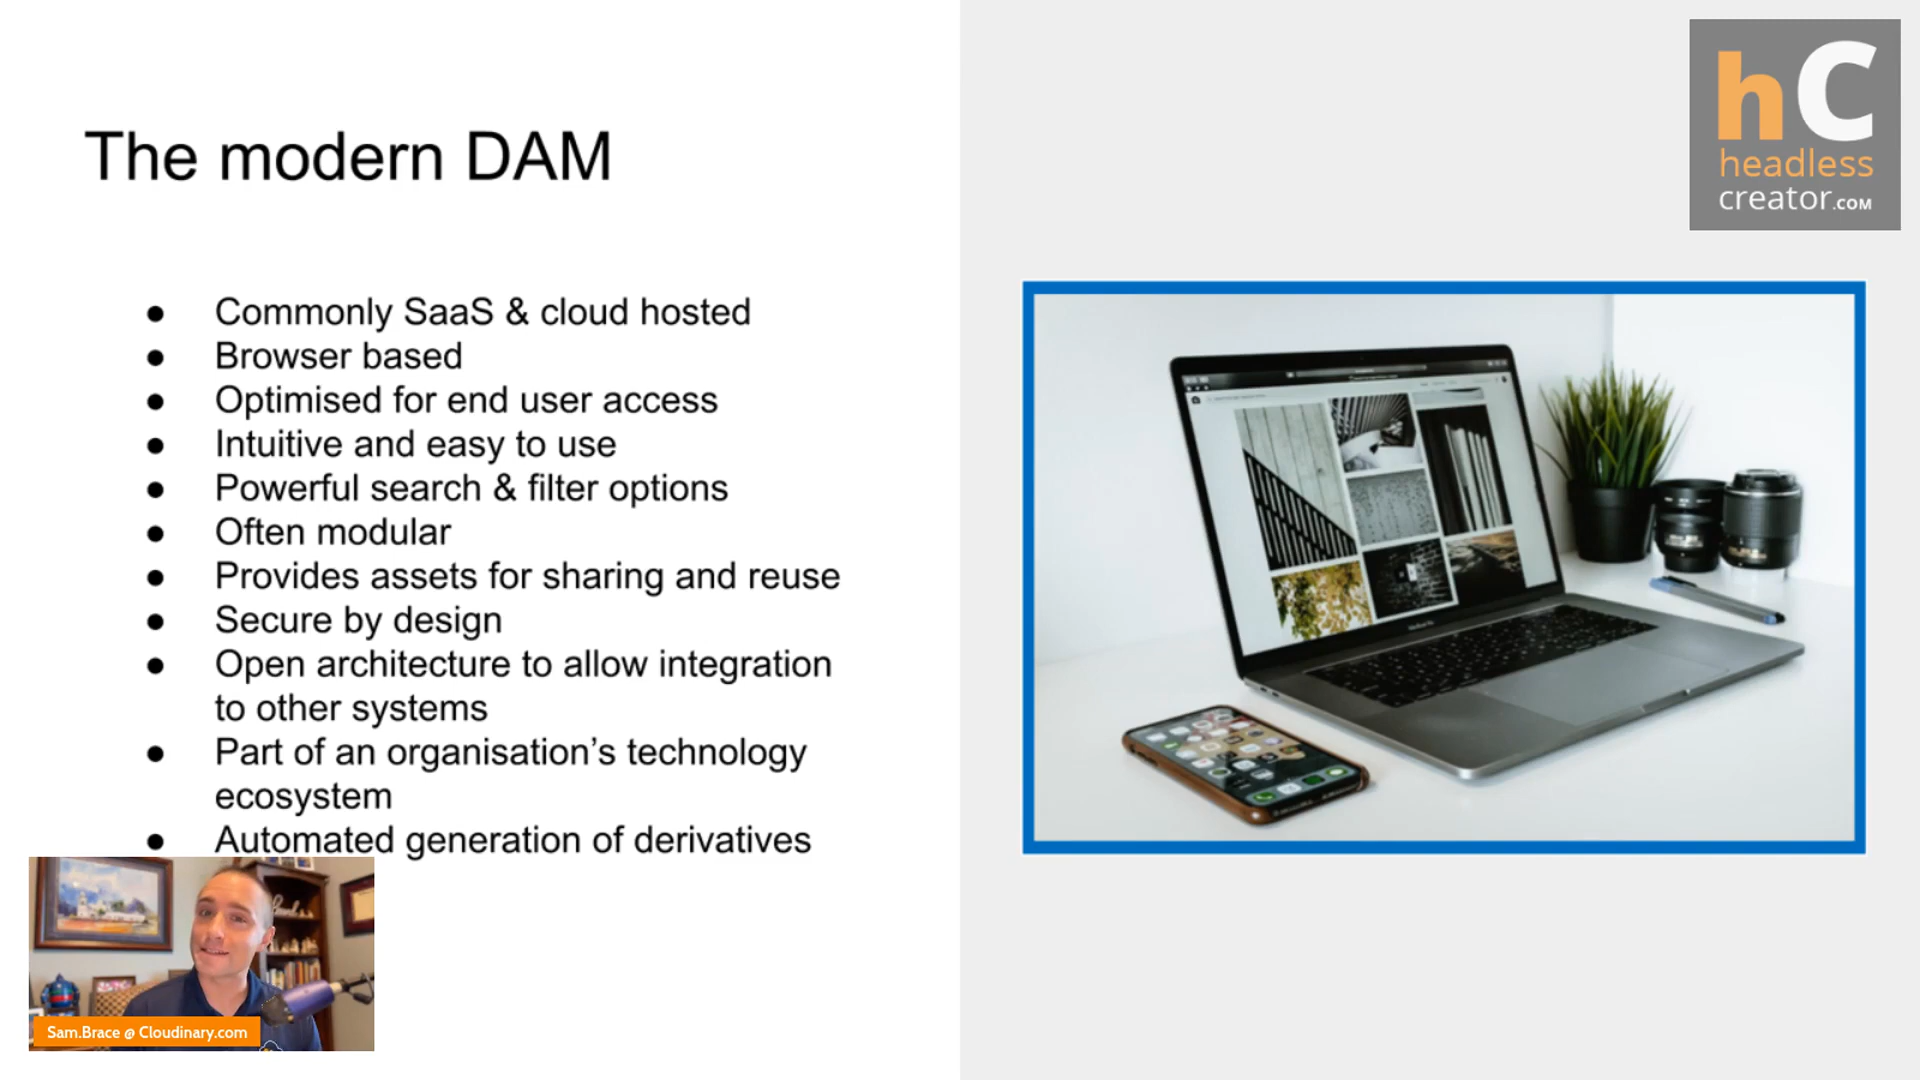 The modern DAM
● Commonly SaaS & cloud hosted
● Browser based
● Optimised for end user access
● Intuitive and easy to use
● Powerful search & filter options
● Often modular
● Provides assets for sharing and reuse
● Secure by design
● Open architecture to allow integration
to other systems
● Part of an organisation’s technology
ecosystem
● Automated generation of derivatives
hC
headless
creator.COM
Sam.Brace @ Cloudinary.com